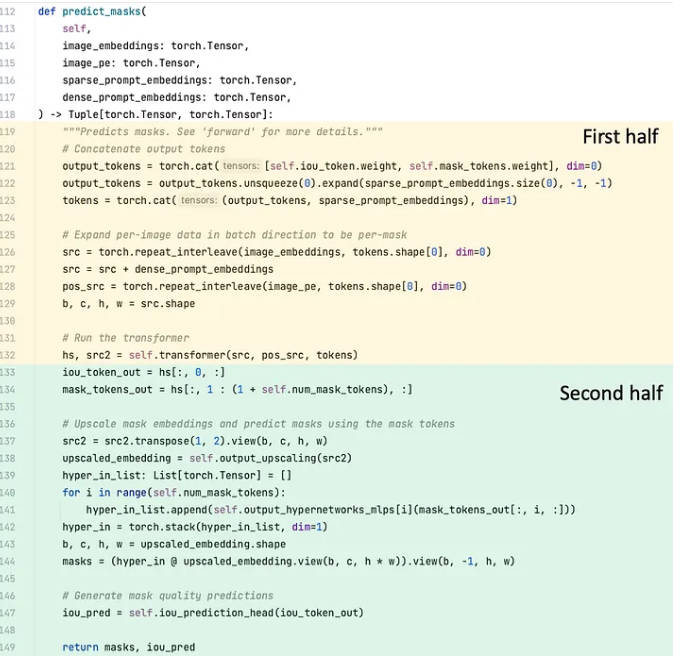 112 def predict_masks(
113     self,
114     image_embeddings: torch.Tensor,
115     image_pe: torch.Tensor,
116     sparse_prompt_embeddings: torch.Tensor,
117     dense_prompt_embeddings: torch.Tensor,
118 ) -> Tuple[torch.Tensor, torch.Tensor]:
119     """Predicts masks. See 'forward' for more details."""
First half
120     # Concatenate output tokens
121     output_tokens = torch.cat( tensors: [self.iou_token.weight, self.mask_tokens.weight], dim=0)
122     output_tokens = output_tokens.unsqueeze(0).expand(sparse_prompt_embeddings.size(0), -1, -1)
123     tokens = torch.cat( tensors: (output_tokens, sparse_prompt_embeddings), dim=1)
124
125     # Expand per-image data in batch direction to be per-mask
126     src = torch.repeat_interleave(image_embeddings, tokens.shape[0], dim=0)
127     src = src + dense_prompt_embeddings
128     pos_src = torch.repeat_interleave(image_pe, tokens.shape[0], dim=0)
129     b, c, h, w = src.shape
130
131     # Run the transformer
132     hs, src2 = self.transformer(src, pos_src, tokens)
133     iou_token_out = hs[:, 0, :]
134     mask_tokens_out = hs[:, 1 : (1 + self.num_mask_tokens), :]
Second half
135
136     # Upscale mask embeddings and predict masks using the mask tokens
137     src2 = src2.transpose(1, 2).view(b, c, h, w)
138     upscaled_embedding = self.output_upscaling(src2)
139     hyper_in_list: List[torch.Tensor] = []
140     for i in range(self.num_mask_tokens):
141         hyper_in_list.append(self.output_hypernetworks_mlps[i](mask_tokens_out[:, i, :]))
142     hyper_in = torch.stack(hyper_in_list, dim=1)
143     b, c, h, w = upscaled_embedding.shape
144     masks = (hyper_in @ upscaled_embedding.view(b, c, h * w)).view(b, -1, h, w)
145
146     # Generate mask quality predictions
147     iou_pred = self.iou_prediction_head(iou_token_out)
148
149     return masks, iou_pred